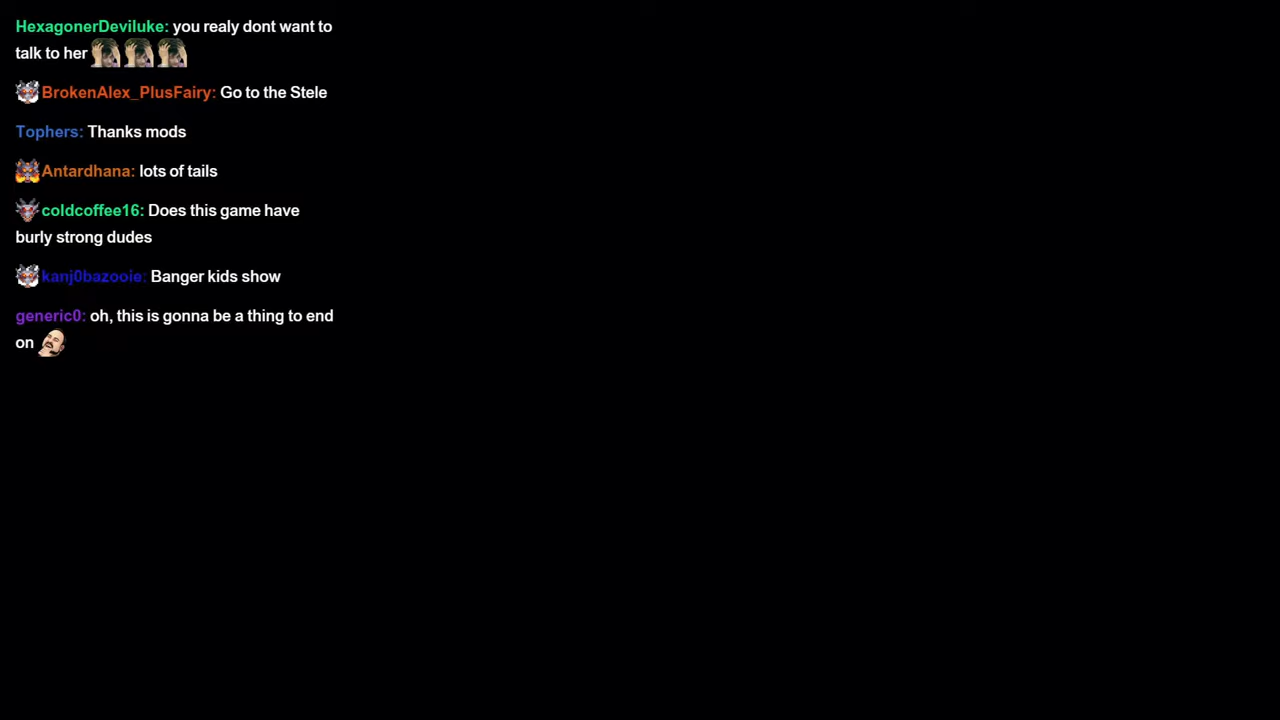 HexagonerDeviluke: you realy dont want to
talk to her
BrokenAlex_PlusFairy: Go to the Stele
Tophers: Thanks mods
Antardhana: lots of tails
coldcoffee16: Does this game have
burly strong dudes
kanj0bazooie: Banger kids show
generic0: oh, this is gonna be a thing to end
on